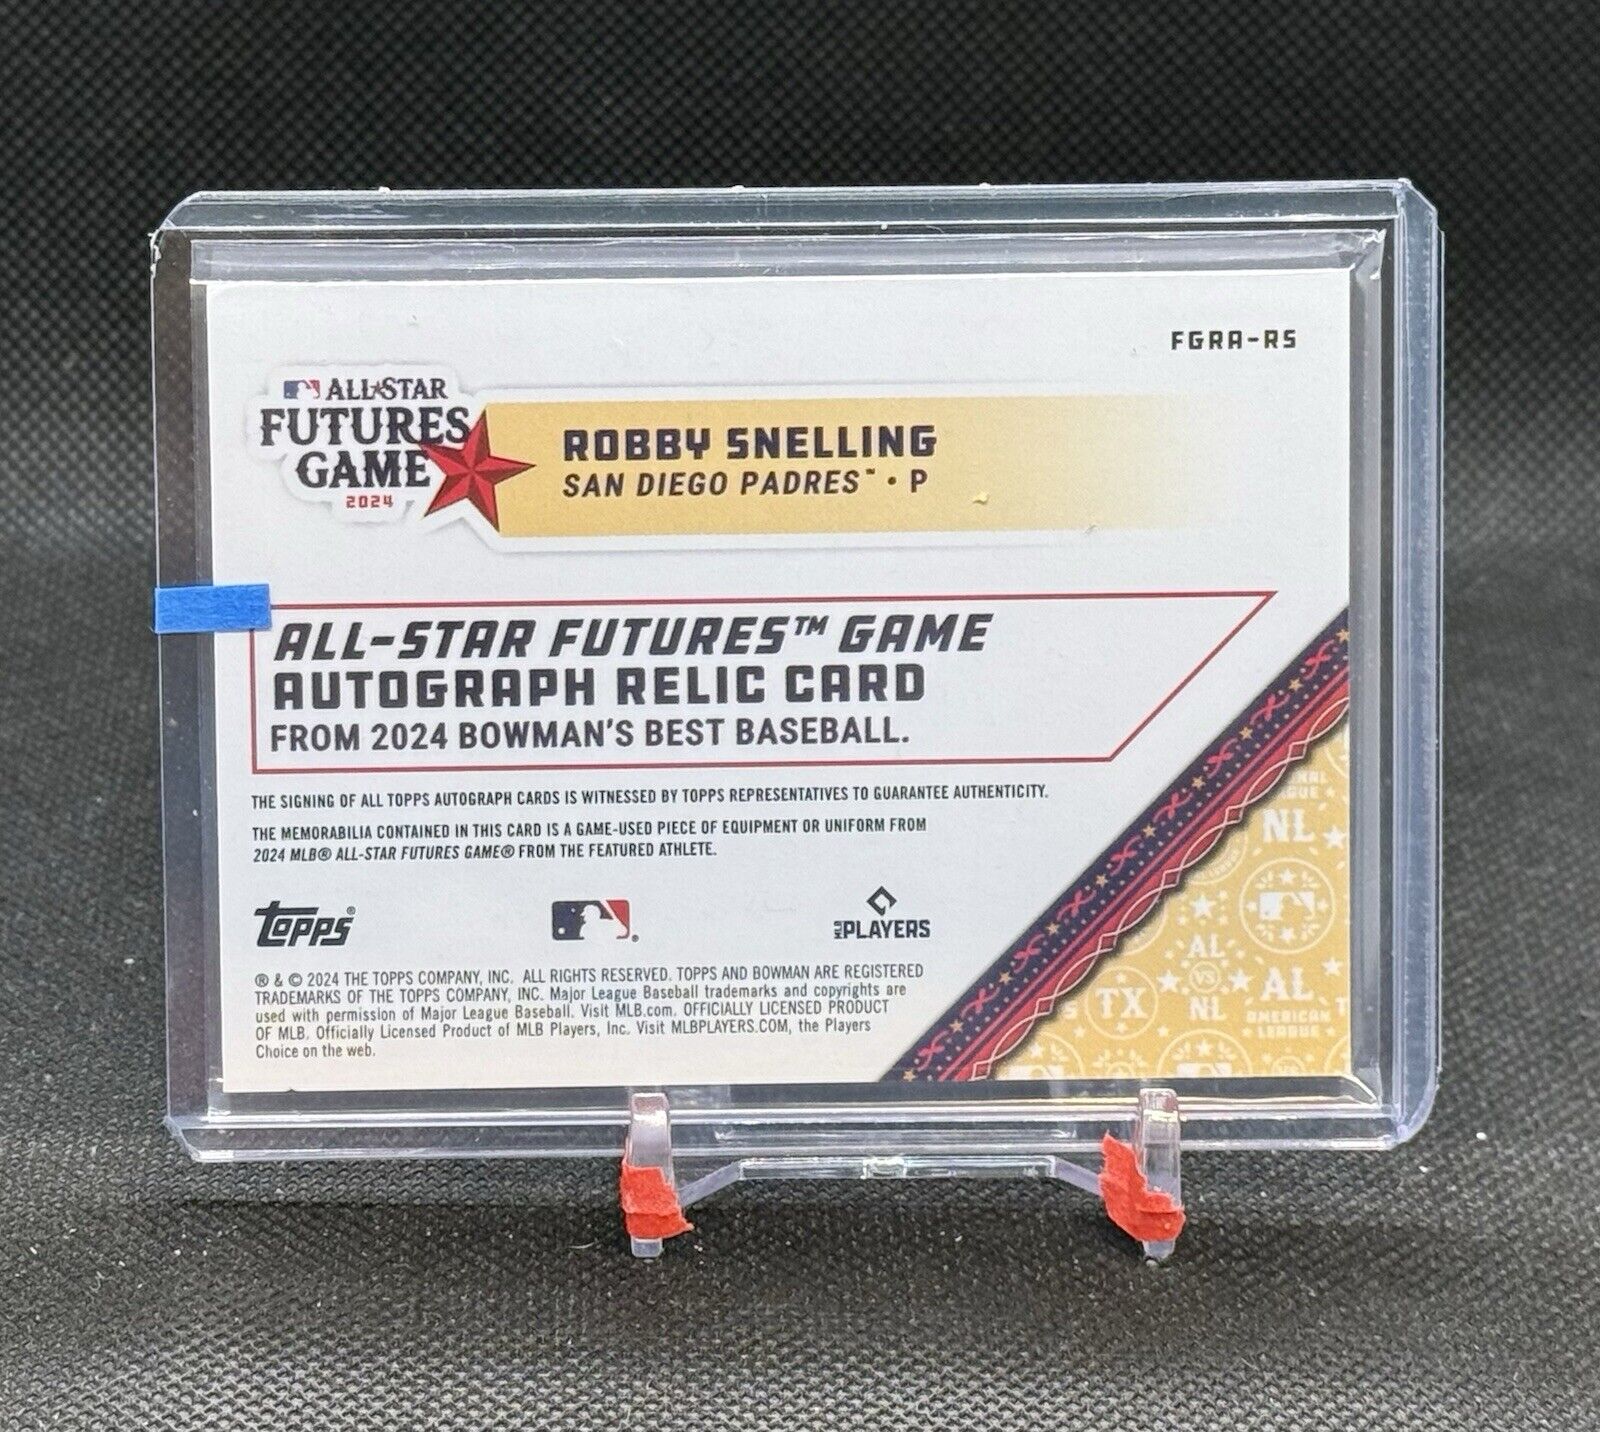 FGRA-RS
ALL★STAR
FUTURES
GAME
2024
ROBBY SNELLING
SAN DIEGO PADRES™ • P
ALL-STAR FUTURES™ GAME
AUTOGRAPH RELIC CARD
FROM 2024 BOWMAN'S BEST BASEBALL.
THE SIGNING OF ALL TOPPS AUTOGRAPH CARDS IS WITNESSED BY TOPPS REPRESENTATIVES TO GUARANTEE AUTHENTICITY.
THE MEMORABILIA CONTAINED IN THIS CARD IS A GAME-USED PIECE OF EQUIPMENT OR UNIFORM FROM
2024 MLB® ALL-STAR FUTURES GAME® FROM THE FEATURED ATHLETE.
TOPPS®
MLB PLAYERS
® & © 2024 THE TOPPS COMPANY, INC. ALL RIGHTS RESERVED. TOPPS AND BOWMAN ARE REGISTERED
TRADEMARKS OF THE TOPPS COMPANY, INC. Major League Baseball trademarks and copyrights are
used with permission of Major League Baseball. Visit MLB.com. OFFICIALLY LICENSED PRODUCT
OF MLB. Officially Licensed Product of MLB Players, Inc. Visit MLBPLAYERS.COM, the Players
Choice on the web.
NL
AL
VS
NL
TX
AL
AMERICAN
LEAGUE